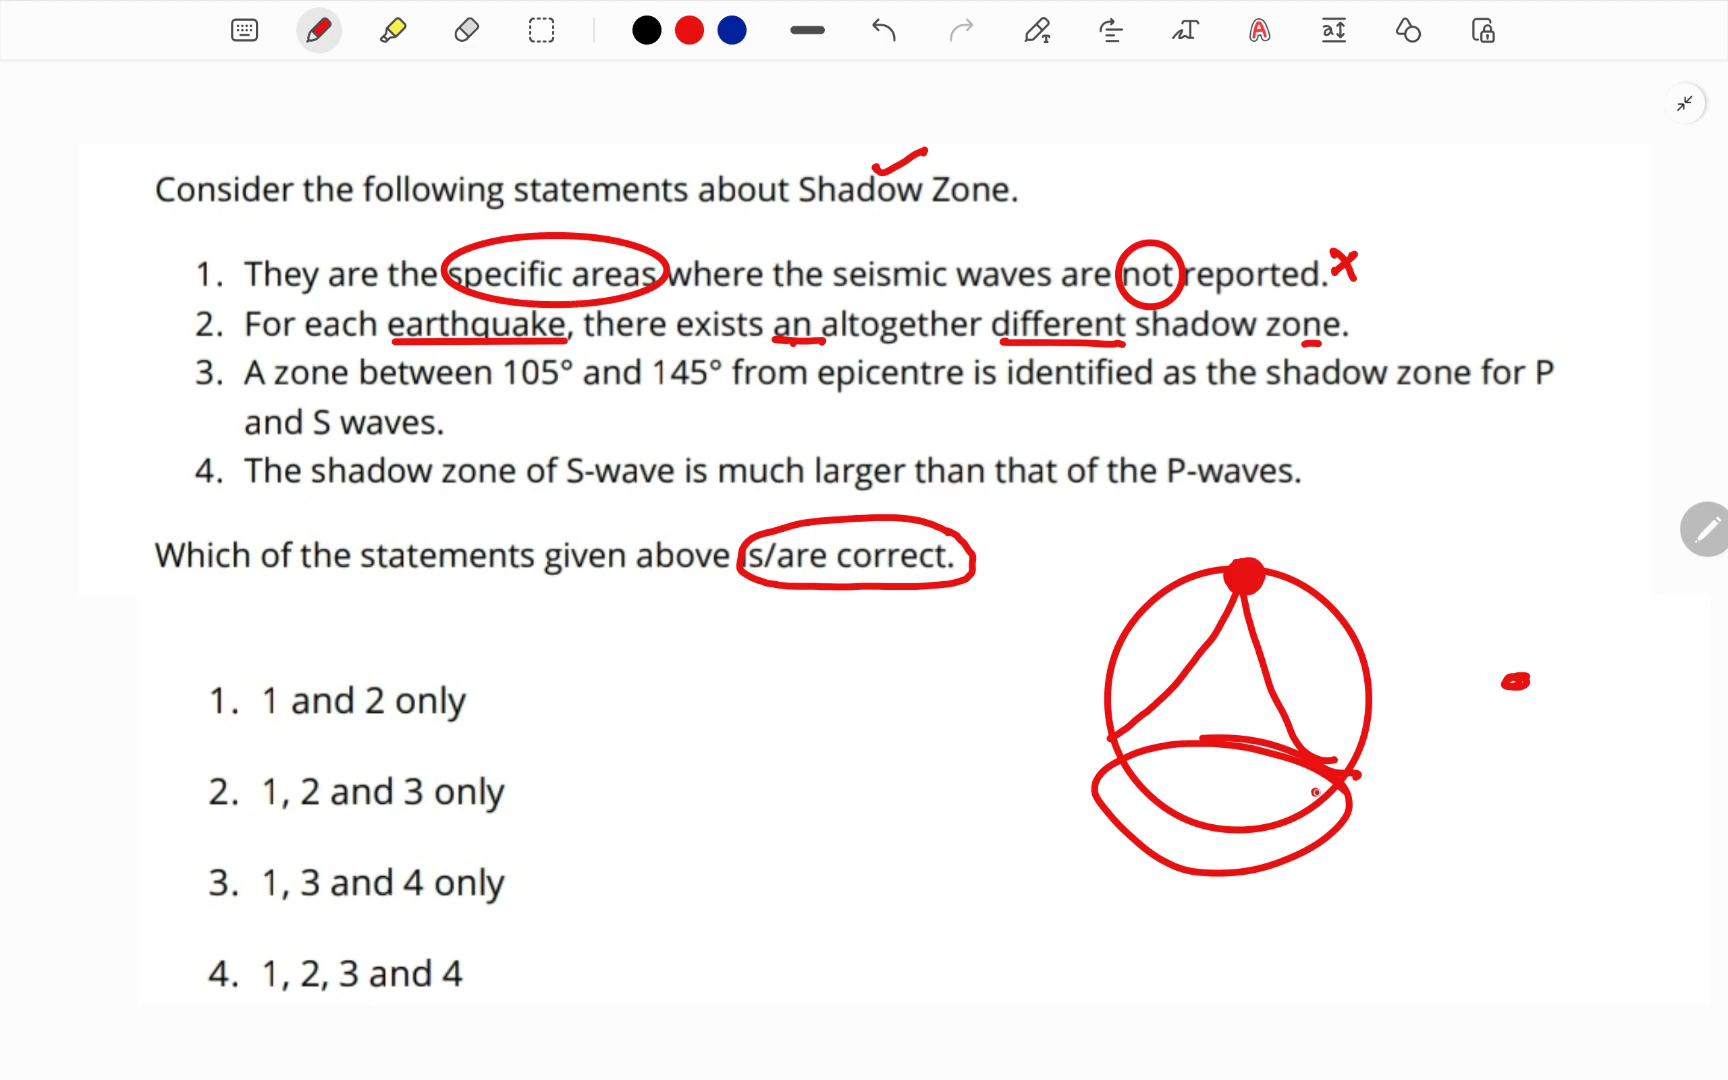 Consider the following statements about Shadow Zone.
1. They are the specific areas where the seismic waves are not reported.
2. For each earthquake, there exists an altogether different shadow zone.
3. A zone between 105° and 145° from epicentre is identified as the shadow zone for P
and S waves.
4. The shadow zone of S-wave is much larger than that of the P-waves.
Which of the statements given above is/are correct.
1. 1 and 2 only
2. 1, 2 and 3 only
3. 1, 3 and 4 only
4. 1, 2, 3 and 4